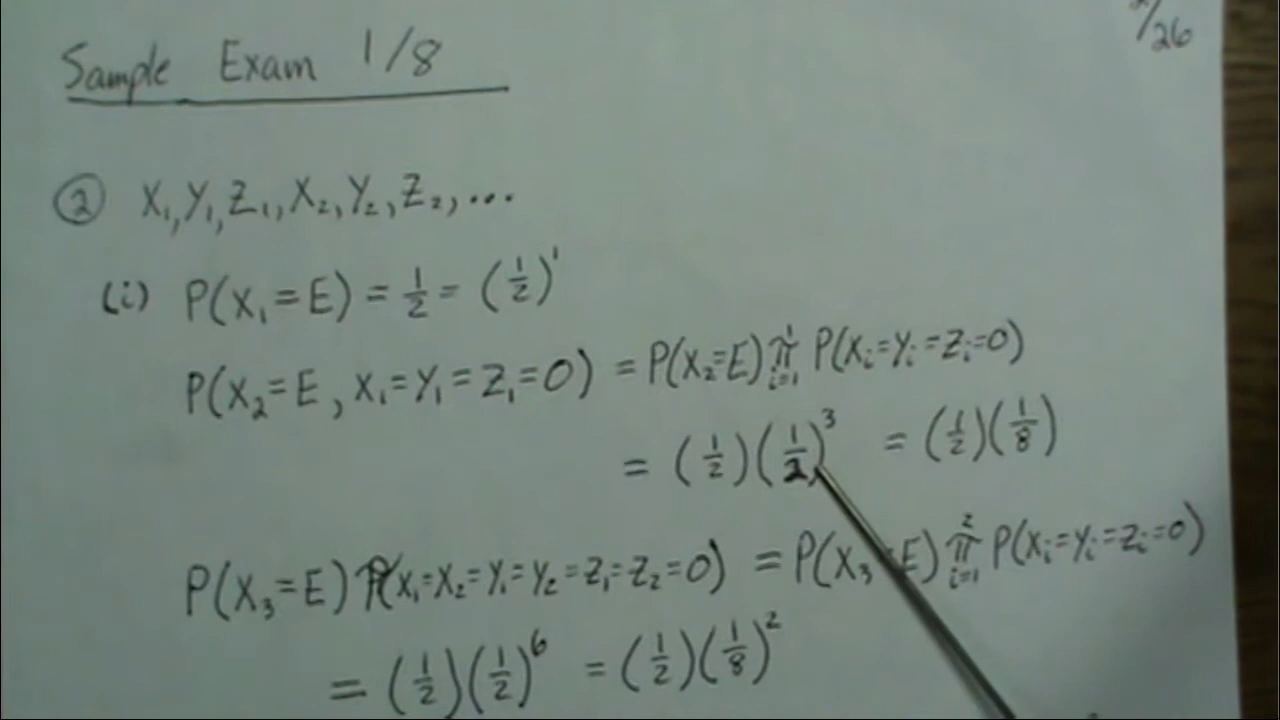 /26
Sample Exam 1/8
② X₁, Y₁, Z₁, X₂, Y₂, Z₂, ...
(i) P(X₁=E) = 1/2 = (1/2)¹
P(X₂=E, X₁=Y₁=Z₁=0) = P(X₂=E) π_{i=1}^{1} P(Xᵢ=Yᵢ=Zᵢ=0)
= (1/2)(1/2)³ = (1/2)(1/8)
P(X₃=E) P(X₁=X₂=Y₁=Y₂=Z₁=Z₂=0) = P(X₃=E) π_{i=1}^{2} P(Xᵢ=Yᵢ=Zᵢ=0)
= (1/2)(1/2)⁶ = (1/2)(1/8)²